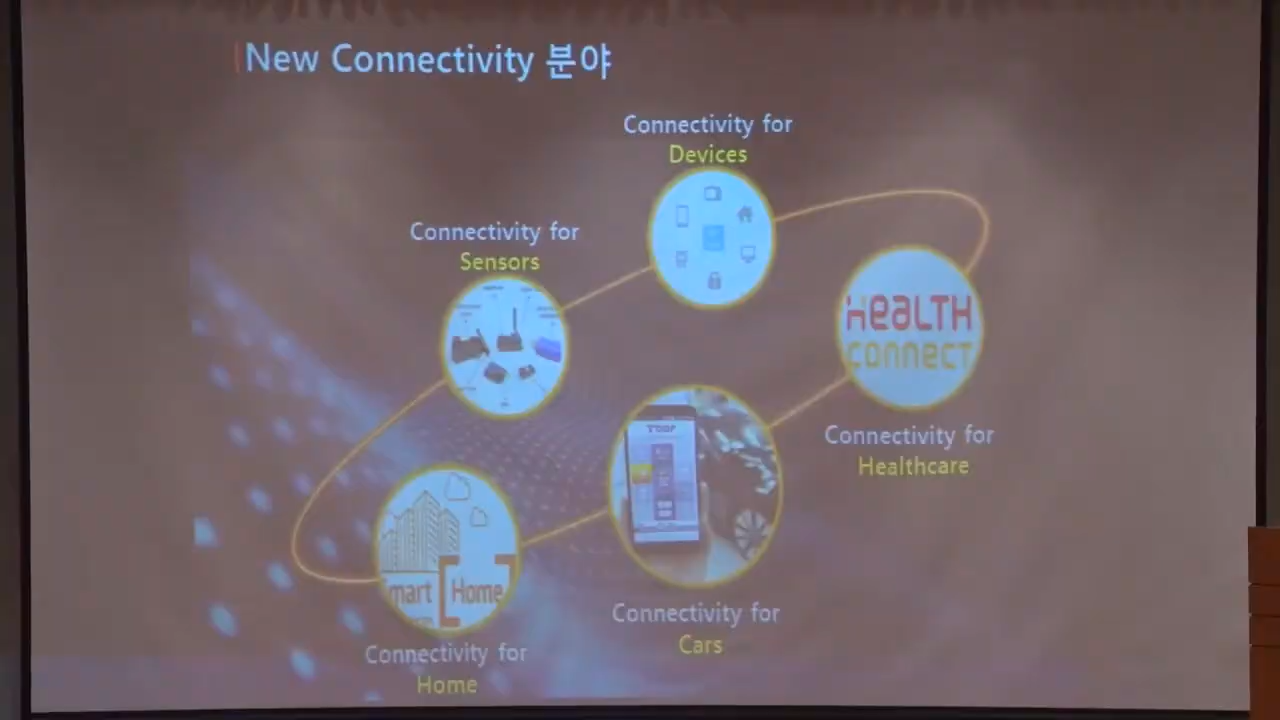 New Connectivity 분야
Connectivity for
Devices
Connectivity for
Sensors
HEALTH
CONNECT
Connectivity for
Healthcare
mart [Home]
Connectivity for
Cars
Connectivity for
Home